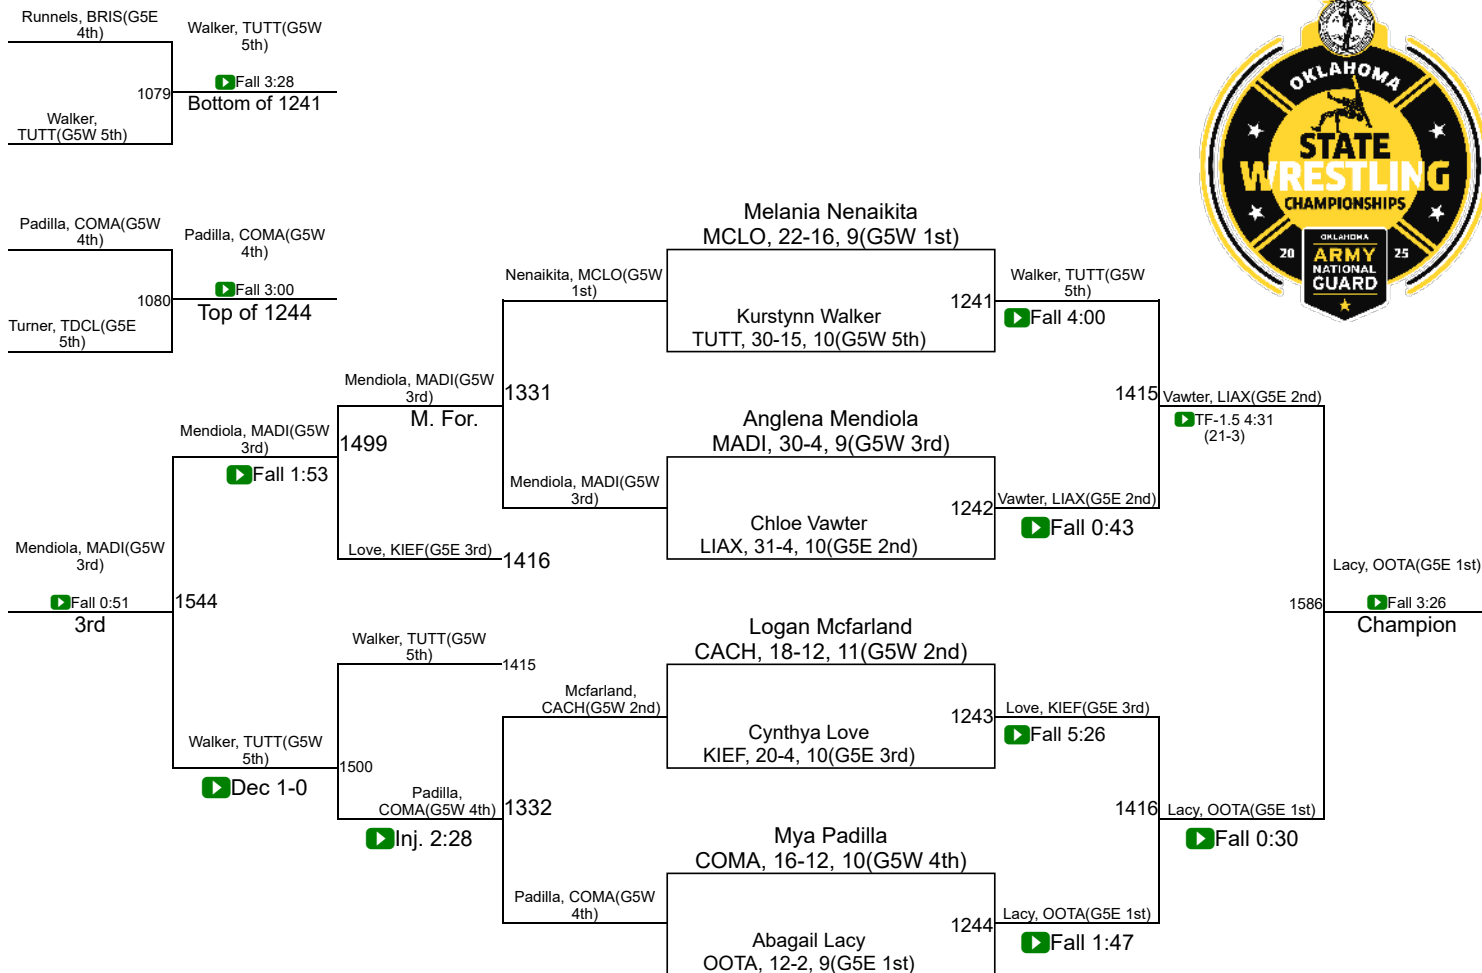 Runnels, BRIS(G5E
4th)
Walker, TUTT(G5W
5th)
Fall 3:28
1079
Bottom of 1241
Walker,
TUTT(G5W 5th)
Padilla, COMA(G5W
4th)
Padilla, COMA(G5W
4th)
Fall 3:00
1080
Top of 1244
Turner, TDCL(G5E
5th)
OKLAHOMA
STATE
WRESTLING
CHAMPIONSHIPS
OKLAHOMA
20 ARMY 25
NATIONAL
GUARD
Melania Nenaikita
MCLO, 22-16, 9(G5W 1st)
Nenaikita, MCLO(G5W
1st)
1241
Walker, TUTT(G5W
5th)
Fall 4:00
Kurstynn Walker
TUTT, 30-15, 10(G5W 5th)
Mendiola, MADI(G5W
3rd)
M. For.
1331
1415
Vawter, LIAX(G5E 2nd)
TF-1.5 4:31
(21-3)
Anglena Mendiola
MADI, 30-4, 9(G5W 3rd)
Mendiola, MADI(G5W
3rd)
Fall 1:53
1499
Mendiola, MADI(G5W
3rd)
1242
Vawter, LIAX(G5E 2nd)
Fall 0:43
Chloe Vawter
LIAX, 31-4, 10(G5E 2nd)
Love, KIEF(G5E 3rd)
1416
Mendiola, MADI(G5W
3rd)
Fall 0:51
3rd
1544
Lacy, OOTA(G5E 1st)
1586
Fall 3:26
Champion
Logan Mcfarland
CACH, 18-12, 11(G5W 2nd)
Walker, TUTT(G5W
5th)
1415
Mcfarland,
CACH(G5W 2nd)
1243
Love, KIEF(G5E 3rd)
Fall 5:26
Cynthya Love
KIEF, 20-4, 10(G5E 3rd)
Walker, TUTT(G5W
5th)
1500
Dec 1-0
Padilla,
COMA(G5W 4th)
1332
Inj. 2:28
1416
Lacy, OOTA(G5E 1st)
Fall 0:30
Mya Padilla
COMA, 16-12, 10(G5W 4th)
Padilla, COMA(G5W
4th)
1244
Lacy, OOTA(G5E 1st)
Fall 1:47
Abagail Lacy
OOTA, 12-2, 9(G5E 1st)